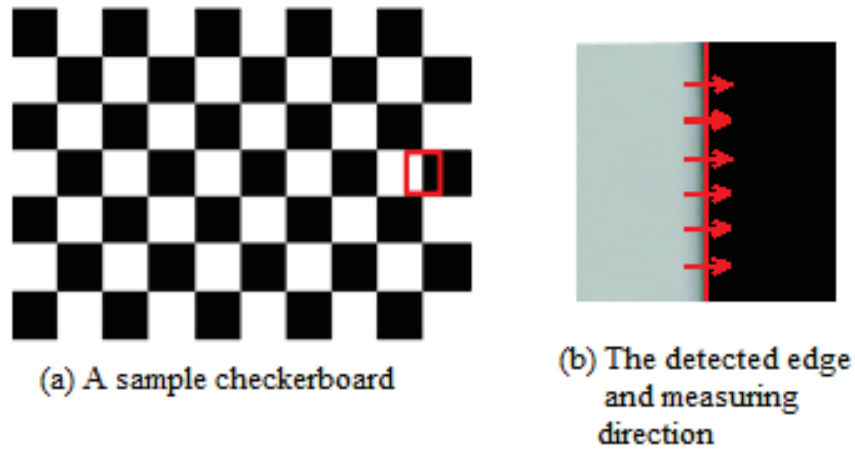 (a) A sample checkerboard
(b) The detected edge
and measuring
direction